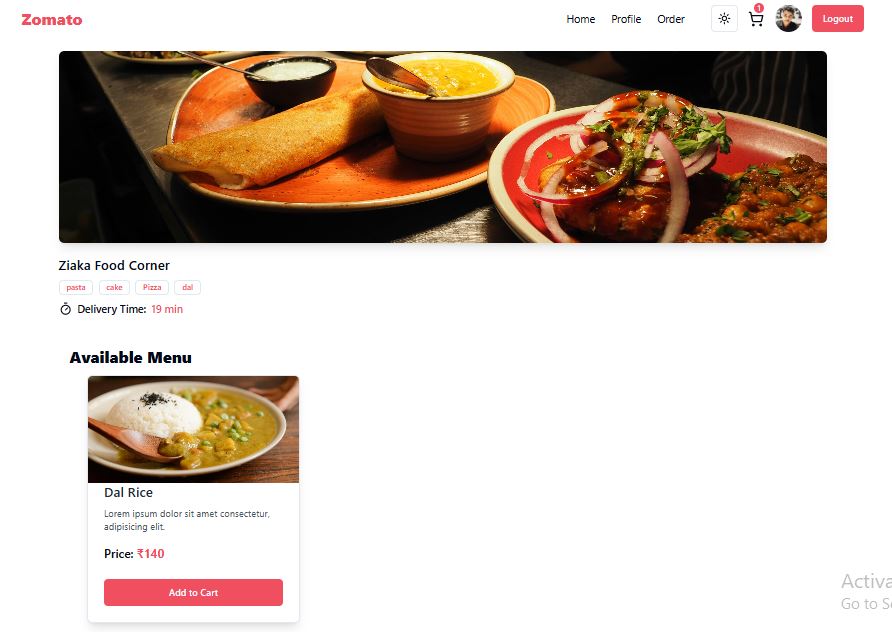 Zomato
Home Profile Order 1 Logout
Ziaka Food Corner
pasta cake Pizza dal
Delivery Time: 19 min
Available Menu
Dal Rice
Lorem ipsum dolor sit amet consectetur,
adipisicing elit.
Price: ₹140
Add to Cart
Activa
Go to S